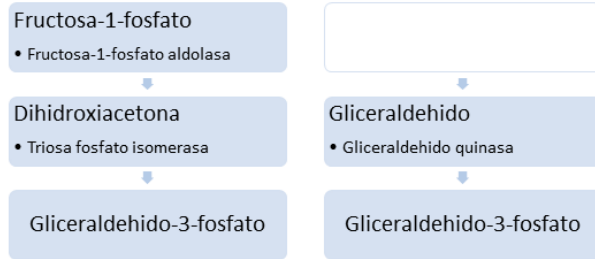 Fructosa-1-fosfato
• Fructosa-1-fosfato aldolasa
Dihidroxiacetona
• Triosa fosfato isomerasa
Gliceraldehido-3-fosfato
Gliceraldehido
• Gliceraldehido quinasa
Gliceraldehido-3-fosfato